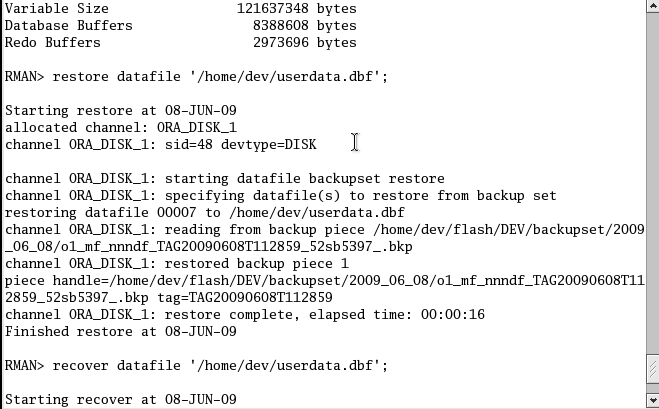 Variable Size                121637348 bytes
Database Buffers               8388608 bytes
Redo Buffers                   2973696 bytes
RMAN> restore datafile '/home/dev/userdata.dbf';
Starting restore at 08-JUN-09
allocated channel: ORA_DISK_1
channel ORA_DISK_1: sid=48 devtype=DISK
channel ORA_DISK_1: starting datafile backupset restore
channel ORA_DISK_1: specifying datafile(s) to restore from backup set
restoring datafile 00007 to /home/dev/userdata.dbf
channel ORA_DISK_1: reading from backup piece /home/dev/flash/DEV/backupset/2009
_06_08/o1_mf_nnndf_TAG20090608T112859_52sb5397_.bkp
channel ORA_DISK_1: restored backup piece 1
piece handle=/home/dev/flash/DEV/backupset/2009_06_08/o1_mf_nnndf_TAG20090608T11
2859_52sb5397_.bkp tag=TAG20090608T112859
channel ORA_DISK_1: restore complete, elapsed time: 00:00:16
Finished restore at 08-JUN-09
RMAN> recover datafile '/home/dev/userdata.dbf';
Starting recover at 08-JUN-09